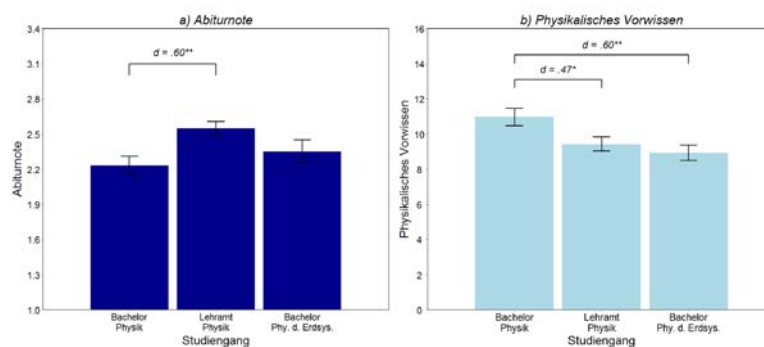 a) Abiturnote
Abiturnote
3.4
3.1
2.8
2.5
2.2
1.9
1.6
1.3
1.0
d = .60**
Bachelor
Physik
Lehramt
Physik
Bachelor
Phy. d. Erdsys.
Studiengang
b) Physikalisches Vorwissen
Physikalisches Vorwissen
16
14
12
10
8
6
4
2
0
d = .60**
d = .47*
Bachelor
Physik
Lehramt
Physik
Bachelor
Phy. d. Erdsys.
Studiengang